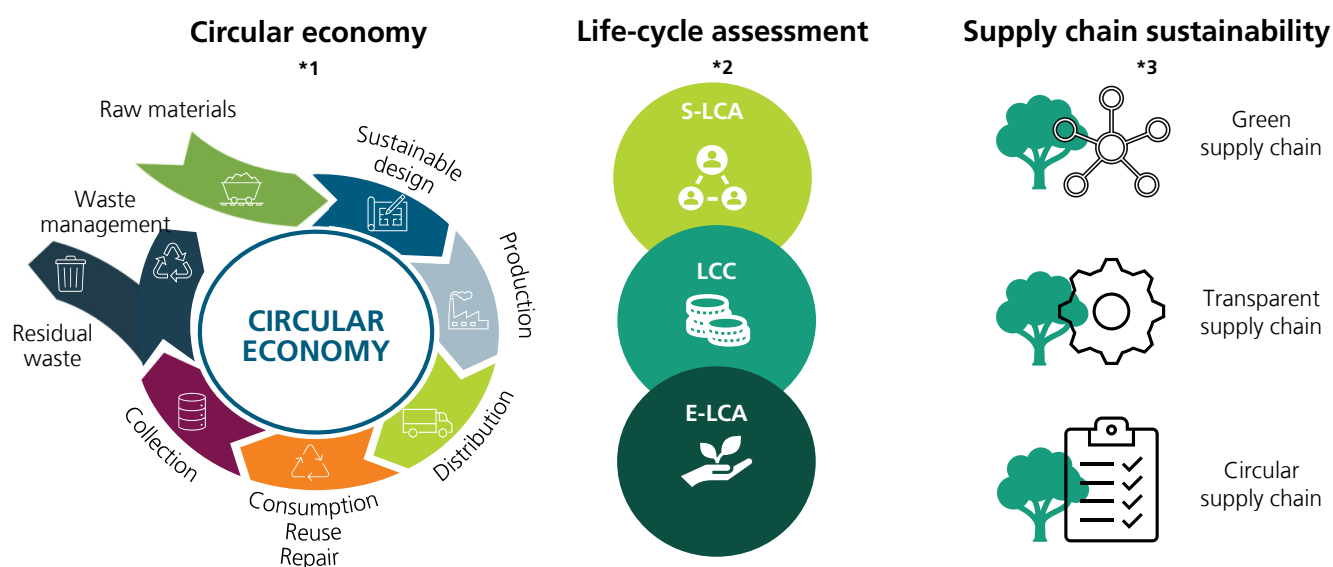 Circular economy
*1
Raw materials
Sustainable
design
Waste
management
Production
CIRCULAR
ECONOMY
Residual
waste
Collection
Distribution
Consumption
Reuse
Repair
Life-cycle assessment
*2
S-LCA
LCC
E-LCA
Supply chain sustainability
*3
Green
supply chain
Transparent
supply chain
Circular
supply chain